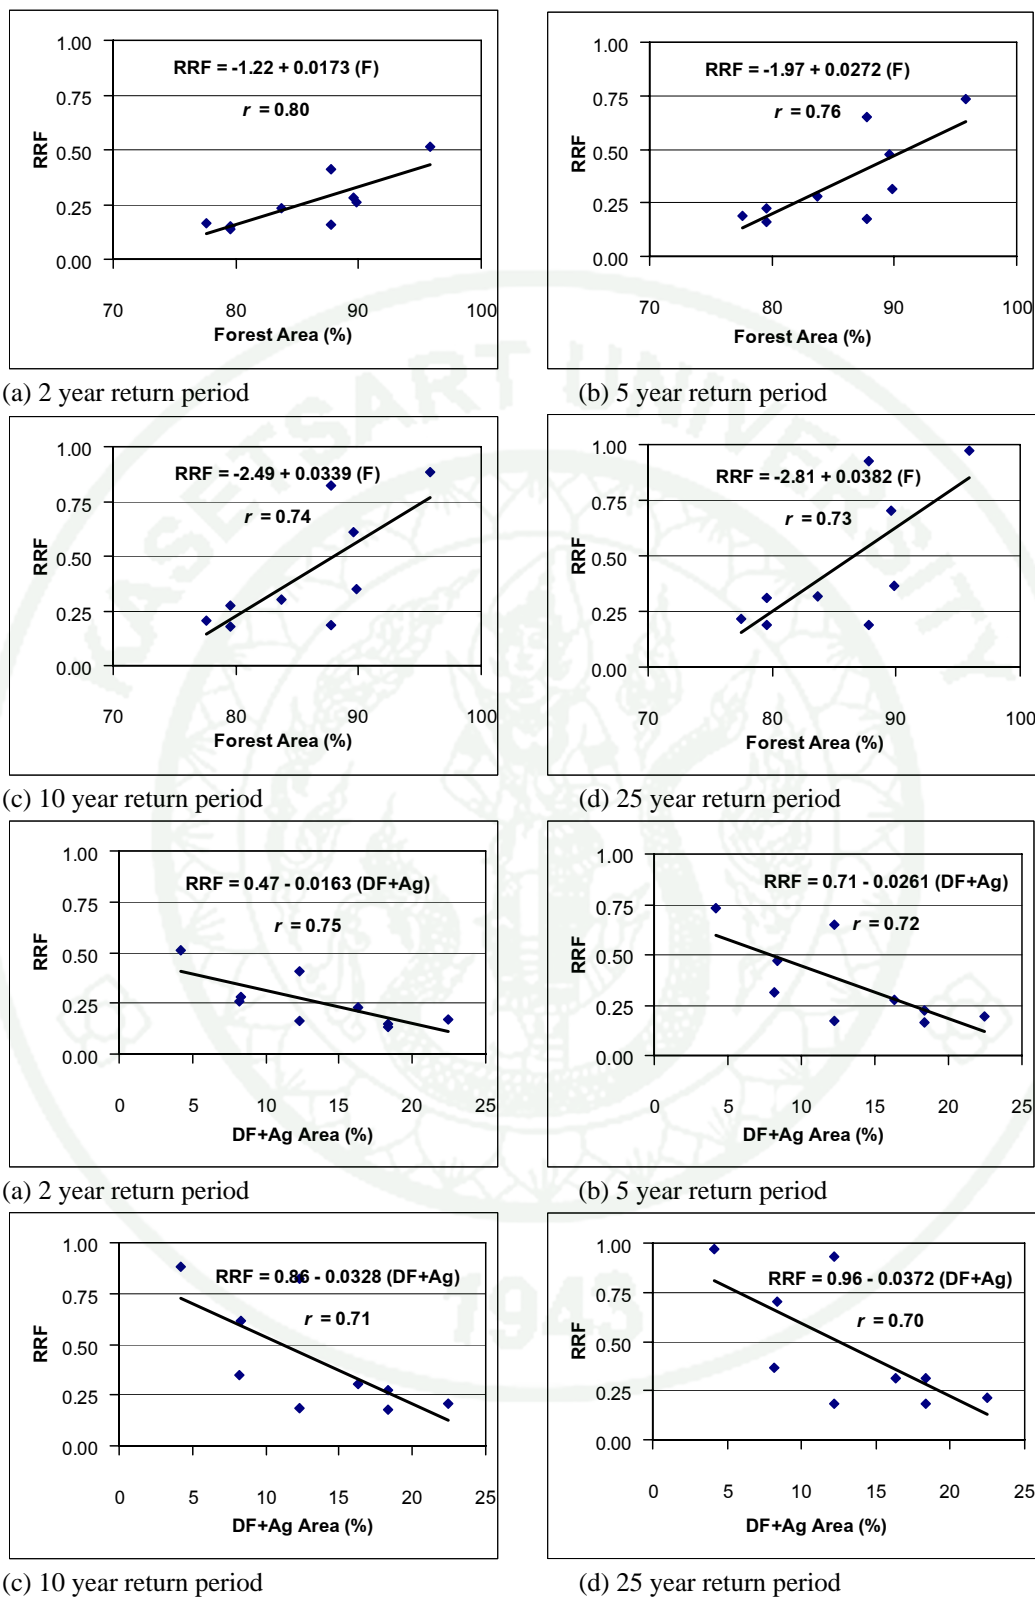 RRF = -1.22 + 0.0173 (F)
r = 0.80
1.00
0.75
0.50
0.25
0.00
RRF
70 80 90 100
Forest Area (%)
(a) 2 year return period
RRF = -1.97 + 0.0272 (F)
r = 0.76
1.00
0.75
0.50
0.25
0.00
RRF
70 80 90 100
Forest Area (%)
(b) 5 year return period
RRF = -2.49 + 0.0339 (F)
r = 0.74
1.00
0.75
0.50
0.25
0.00
RRF
70 80 90 100
Forest Area (%)
(c) 10 year return period
RRF = -2.81 + 0.0382 (F)
r = 0.73
1.00
0.75
0.50
0.25
0.00
RRF
70 80 90 100
Forest Area (%)
(d) 25 year return period
RRF = 0.47 - 0.0163 (DF+Ag)
r = 0.75
1.00
0.75
0.50
0.25
0.00
RRF
0 5 10 15 20 25
DF+Ag Area (%)
(a) 2 year return period
RRF = 0.71 - 0.0261 (DF+Ag)
r = 0.72
1.00
0.75
0.50
0.25
0.00
RRF
0 5 10 15 20 25
DF+Ag Area (%)
(b) 5 year return period
RRF = 0.86 - 0.0328 (DF+Ag)
r = 0.71
1.00
0.75
0.50
0.25
0.00
RRF
0 5 10 15 20 25
DF+Ag Area (%)
(c) 10 year return period
RRF = 0.96 - 0.0372 (DF+Ag)
r = 0.70
1.00
0.75
0.50
0.25
0.00
RRF
0 5 10 15 20 25
DF+Ag Area (%)
(d) 25 year return period
KASETSART UNIVERSITY
1943